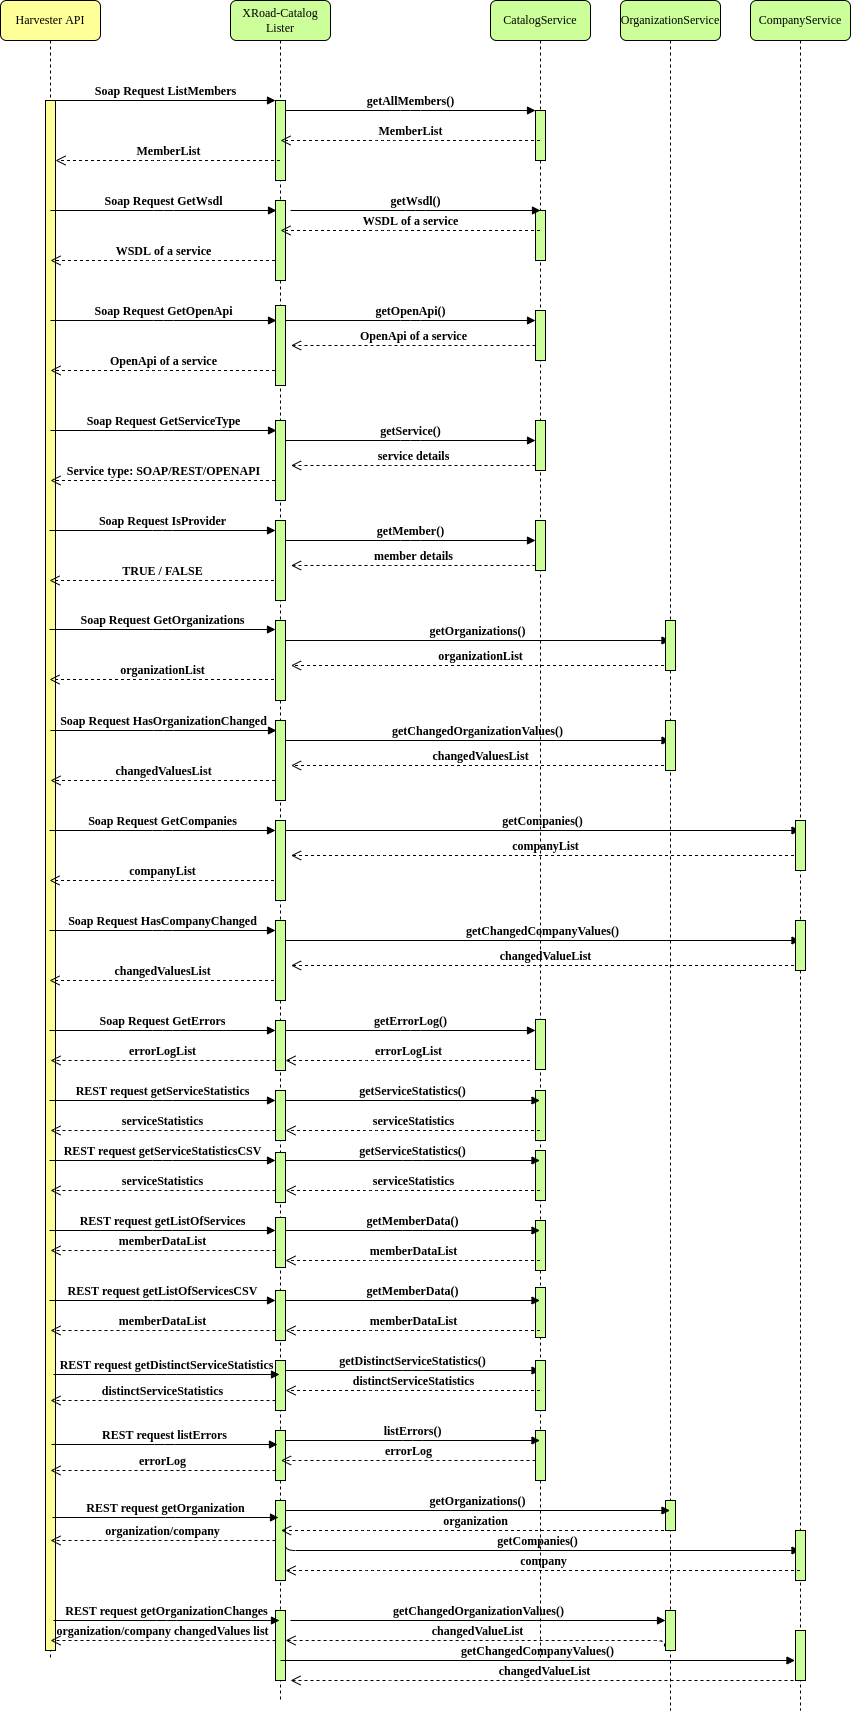 Harvester API
XRoad-Catalog
Lister
CatalogService
OrganizationService
CompanyService
Soap Request ListMembers
getAllMembers()
MemberList
MemberList
Soap Request GetWsdl
getWsdl()
WSDL of a service
WSDL of a service
Soap Request GetOpenApi
getOpenApi()
OpenApi of a service
OpenApi of a service
Soap Request GetServiceType
getService()
service details
Service type: SOAP/REST/OPENAPI
Soap Request IsProvider
getMember()
member details
TRUE / FALSE
Soap Request GetOrganizations
getOrganizations()
organizationList
organizationList
Soap Request HasOrganizationChanged
getChangedOrganizationValues()
changedValuesList
changedValuesList
Soap Request GetCompanies
getCompanies()
companyList
companyList
Soap Request HasCompanyChanged
getChangedCompanyValues()
changedValueList
changedValuesList
Soap Request GetErrors
getErrorLog()
errorLogList
errorLogList
REST request getServiceStatistics
getServiceStatistics()
serviceStatistics
serviceStatistics
REST request getServiceStatisticsCSV
getServiceStatistics()
serviceStatistics
serviceStatistics
REST request getListOfServices
getMemberData()
memberDataList
memberDataList
REST request getListOfServicesCSV
getMemberData()
memberDataList
memberDataList
REST request getDistinctServiceStatistics
getDistinctServiceStatistics()
distinctServiceStatistics
distinctServiceStatistics
REST request listErrors
listErrors()
errorLog
errorLog
REST request getOrganization
getOrganizations()
organization
organization/company
getCompanies()
company
REST request getOrganizationChanges
getChangedOrganizationValues()
organization/company changedValues list
changedValueList
getChangedCompanyValues()
changedValueList